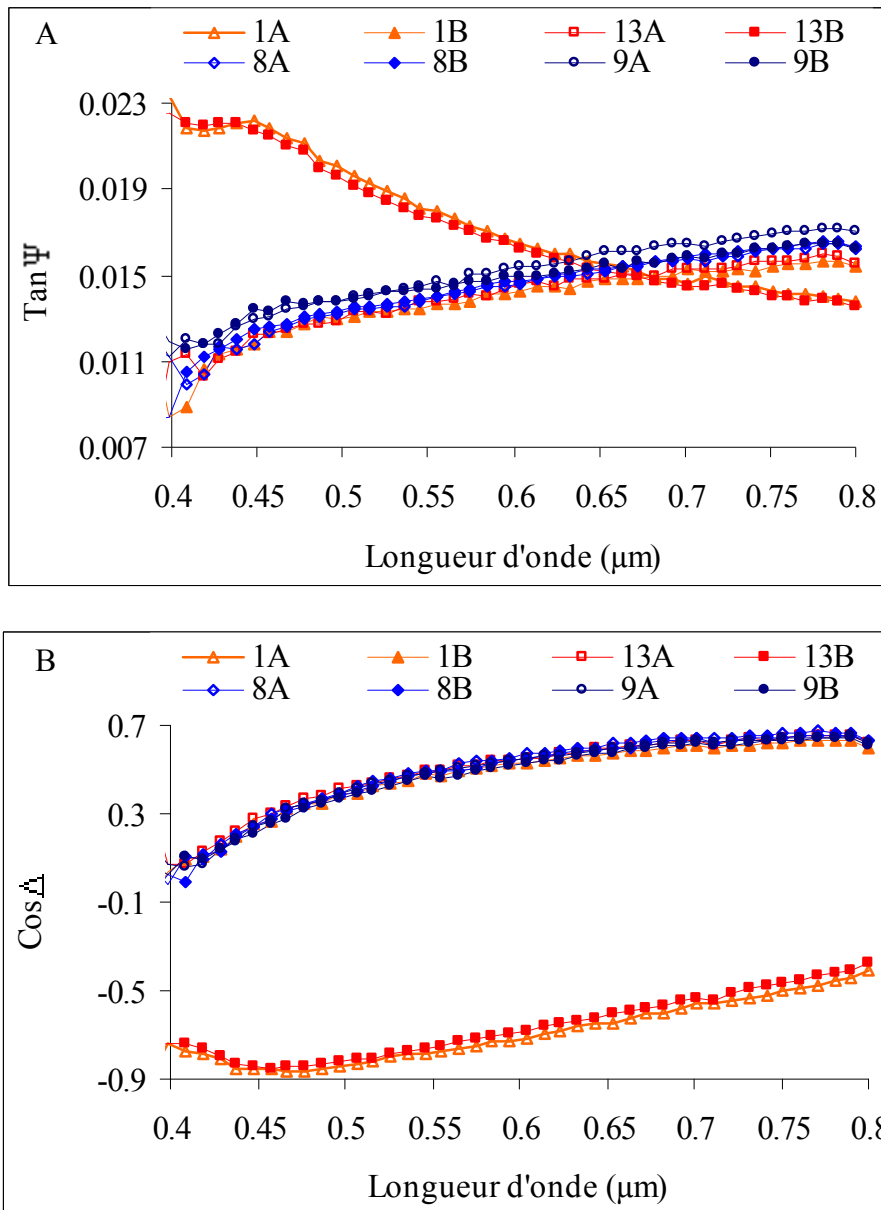 A
1A 1B 13A 13B
8A 8B 9A 9B
0.023
0.019
0.015
0.011
0.007
Tan Ψ
0.4 0.45 0.5 0.55 0.6 0.65 0.7 0.75 0.8
Longueur d'onde (μm)
B
1A 1B 13A 13B
8A 8B 9A 9B
0.7
0.3
-0.1
-0.5
-0.9
Cos Δ
0.4 0.45 0.5 0.55 0.6 0.65 0.7 0.75 0.8
Longueur d'onde (μm)